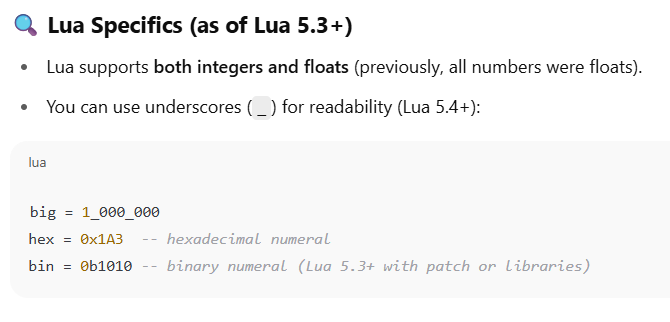 🔍 Lua Specifics (as of Lua 5.3+)
• Lua supports both integers and floats (previously, all numbers were floats).
• You can use underscores (_) for readability (Lua 5.4+):
lua
big = 1_000_000
hex = 0x1A3  -- hexadecimal numeral
bin = 0b1010 -- binary numeral (Lua 5.3+ with patch or libraries)